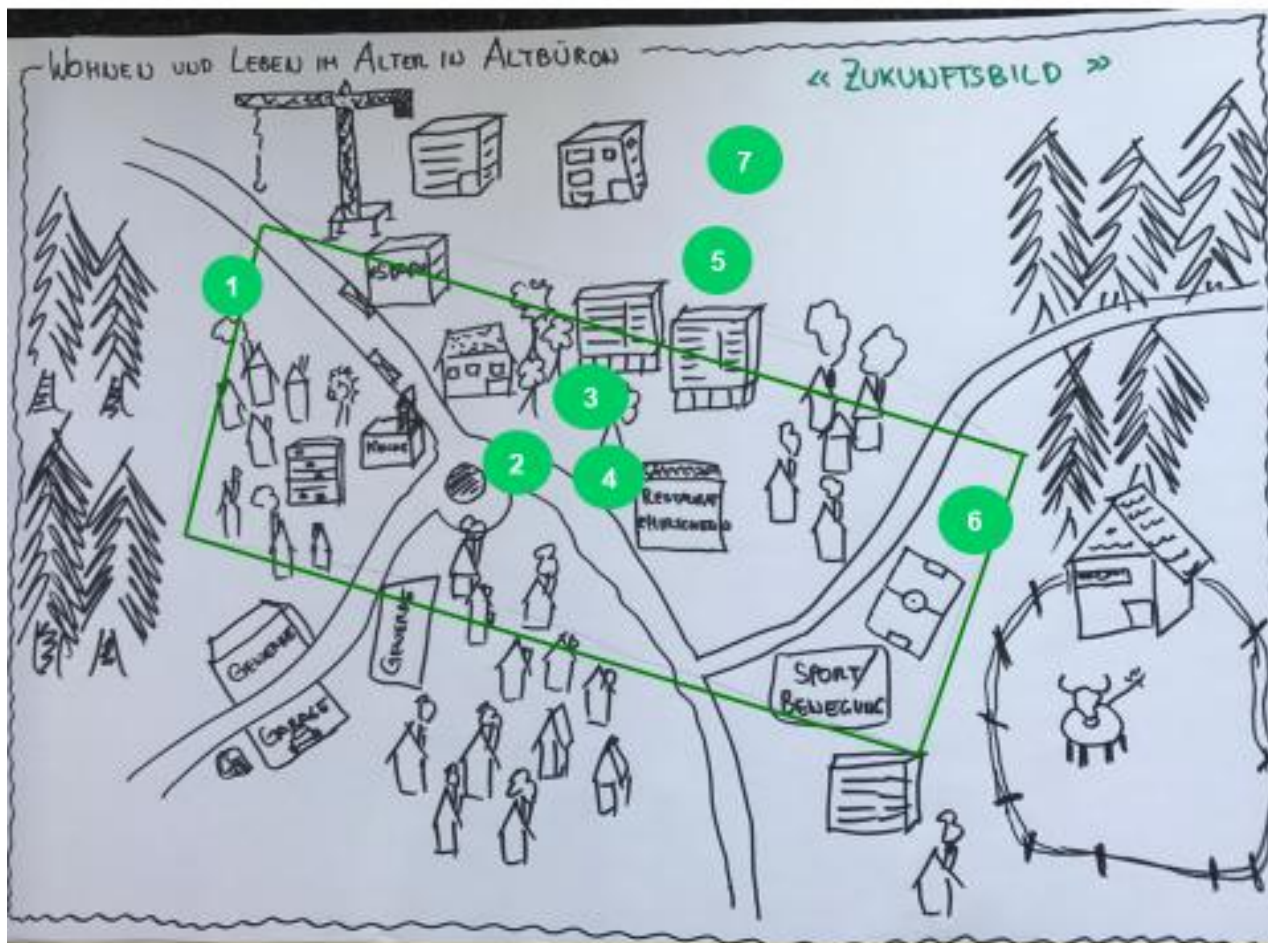 WOHNEN UND LEBEN IM ALTER IN ALTBÜRON
« ZUKUNFTSBILD »
7
5
1
3
KIRCHE
2
4
RESTAURANT
6
GEWERBE
GEWERBE
SPORT/
BEWEGUNG
GARAGE